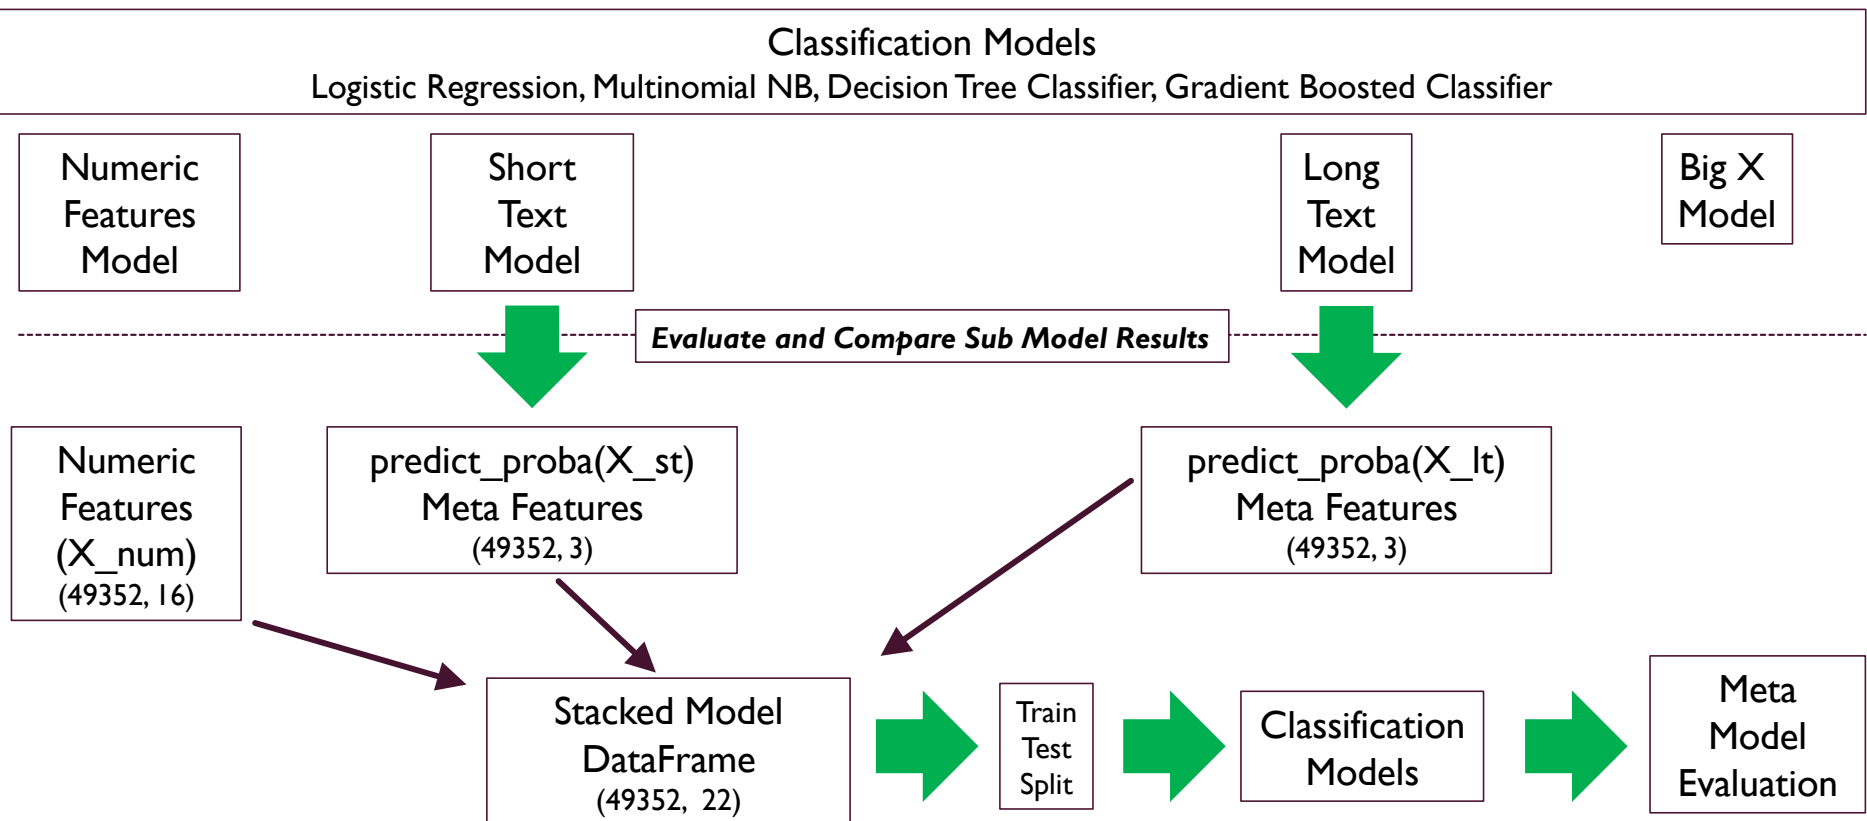 Classification Models
Logistic Regression, Multinomial NB, Decision Tree Classifier, Gradient Boosted Classifier
Numeric
Features
Model
Short
Text
Model
Long
Text
Model
Big X
Model
Evaluate and Compare Sub Model Results
Numeric
Features
(X_num)
(49352, 16)
predict_proba(X_st)
Meta Features
(49352, 3)
predict_proba(X_lt)
Meta Features
(49352, 3)
Stacked Model
DataFrame
(49352, 22)
Train
Test
Split
Classification
Models
Meta
Model
Evaluation